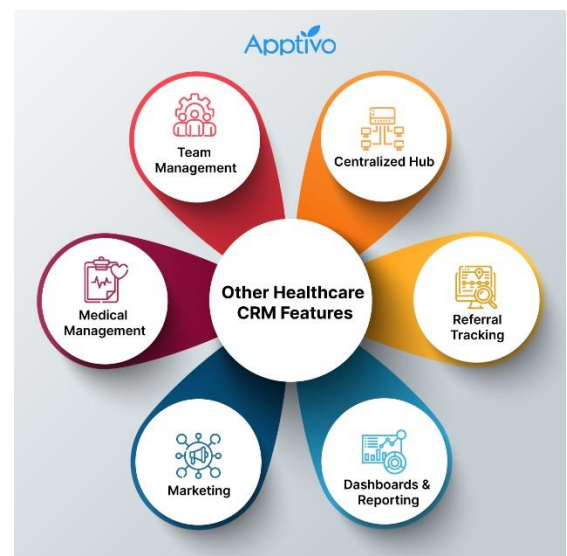 Apptivo
Team
Management
Centralized Hub
Medical
Management
Other Healthcare
CRM Features
Referral
Tracking
Marketing
Dashboards &
Reporting